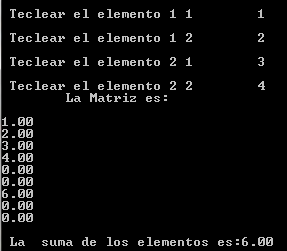 Teclear el elemento 1 1 1
Teclear el elemento 1 2 2
Teclear el elemento 2 1 3
Teclear el elemento 2 2 4
La Matriz es:
1.00
2.00
3.00
4.00
0.00
0.00
6.00
0.00
0.00
La suma de los elementos es:6.00